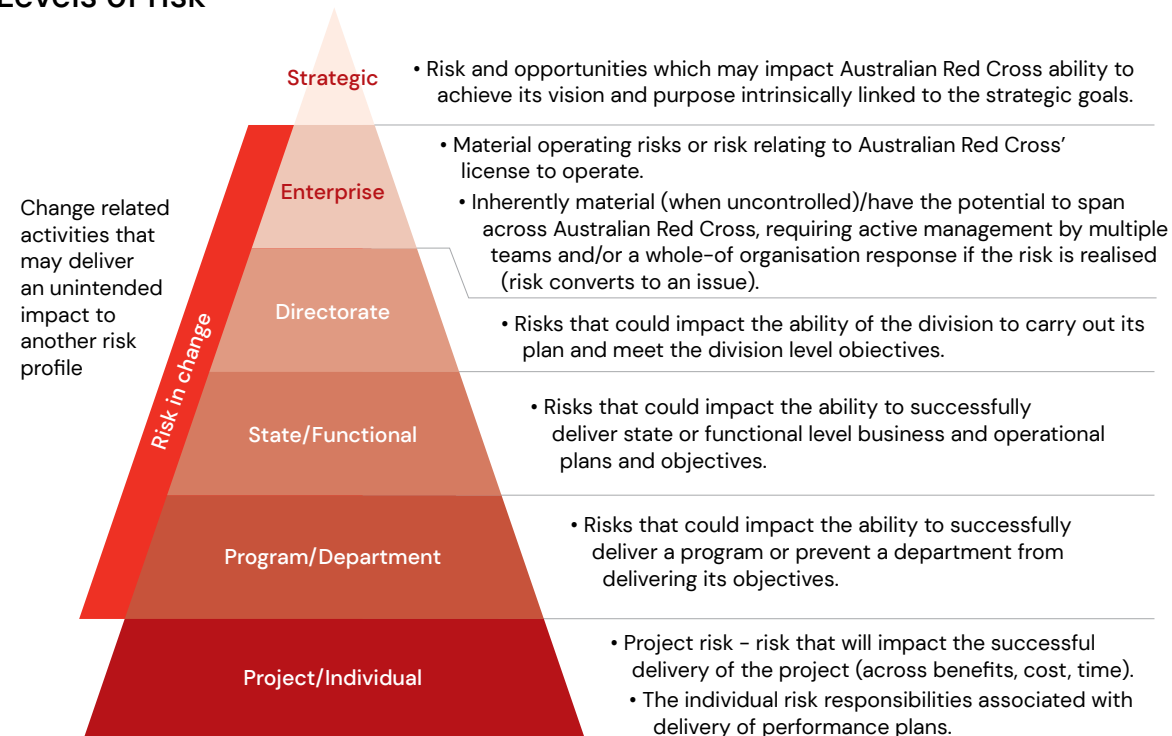 Levels of risk
Strategic
• Risk and opportunities which may impact Australian Red Cross ability to
achieve its vision and purpose intrinsically linked to the strategic goals.
Enterprise
• Material operating risks or risk relating to Australian Red Cross’
license to operate.
• Inherently material (when uncontrolled)/have the potential to span
across Australian Red Cross, requiring active management by multiple
teams and/or a whole-of organisation response if the risk is realised
(risk converts to an issue).
Change related
activities that
may deliver
an unintended
impact to
another risk
profile
Risk in change
Directorate
• Risks that could impact the ability of the division to carry out its
plan and meet the division level obiectives.
State/Functional
• Risks that could impact the ability to successfully
deliver state or functional level business and operational
plans and objectives.
Program/Department
• Risks that could impact the ability to successfully
deliver a program or prevent a department from
delivering its objectives.
Project/Individual
• Project risk – risk that will impact the successful
delivery of the project (across benefits, cost, time).
• The individual risk responsibilities associated with
delivery of performance plans.